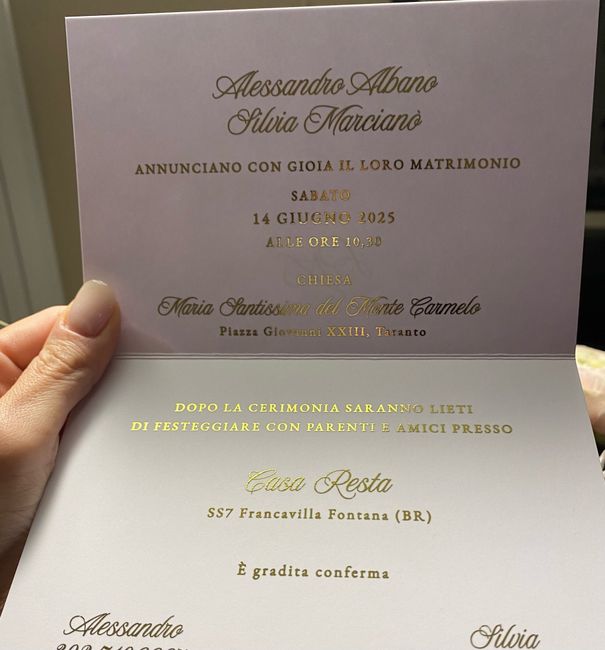 Alessandro Albano
Silvia Marcianò
ANNUNCIANO CON GIOIA IL LORO MATRIMONIO
SABATO
14 GIUGNO 2025
ALLE ORE 10,30
CHIESA
Maria Santissima del Monte Carmelo
Piazza Giovanni XXIII, Taranto
DOPO LA CERIMONIA SARANNO LIETI
DI FESTEGGIARE CON PARENTI E AMICI PRESSO
Casa Resta
SS7 Francavilla Fontana (BR)
È gradita conferma
Alessandro
Silvia